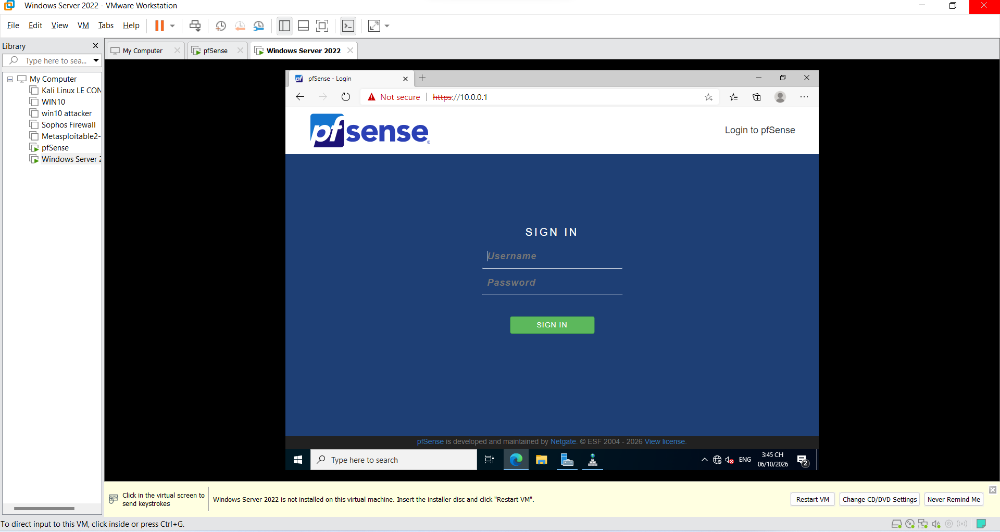 Windows Server 2022 - VMware Workstation
File Edit View VM Tabs Help
Library
Type here to sea...
My Computer
Kali Linux LE CON
WIN10
win10 attacker
Sophos Firewall
Metasploitable2-
pfSense
Windows Server 2
My Computer
pfSense
Windows Server 2022
pfSense - Login
Not secure
https://10.0.0.1
pfsense
Login to pfSense
SIGN IN
Username
Password
SIGN IN
pfSense is developed and maintained by Netgate. © ESF 2004 - 2026 View license.
Type here to search
ENG
3:45 CH
06/10/2026
2
Click in the virtual screen to
send keystrokes
Windows Server 2022 is not installed on this virtual machine. Insert the installer disc and click "Restart VM".
Restart VM
Change CD/DVD Settings
Never Remind Me
To direct input to this VM, click inside or press Ctrl+G.